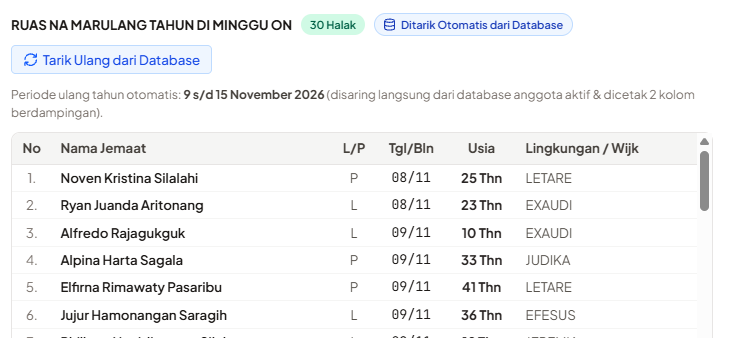 RUAS NA MARULANG TAHUN DI MINGGU ON 30 Halak Ditarik Otomatis dari Database
Tarik Ulang dari Database
Periode ulang tahun otomatis: 9 s/d 15 November 2026 (disaring langsung dari database anggota aktif & dicetak 2 kolom
berdampingan).
No Nama Jemaat L/P Tgl/Bln Usia Lingkungan / Wijk
1. Noven Kristina Silalahi P 08/11 25 Thn LETARE
2. Ryan Juanda Aritonang L 08/11 23 Thn EXAUDI
3. Alfredo Rajagukguk L 09/11 10 Thn EXAUDI
4. Alpina Harta Sagala P 09/11 33 Thn JUDIKA
5. Elfirna Rimawaty Pasaribu P 09/11 41 Thn LETARE
6. Jujur Hamonangan Saragih L 09/11 36 Thn EFESUS